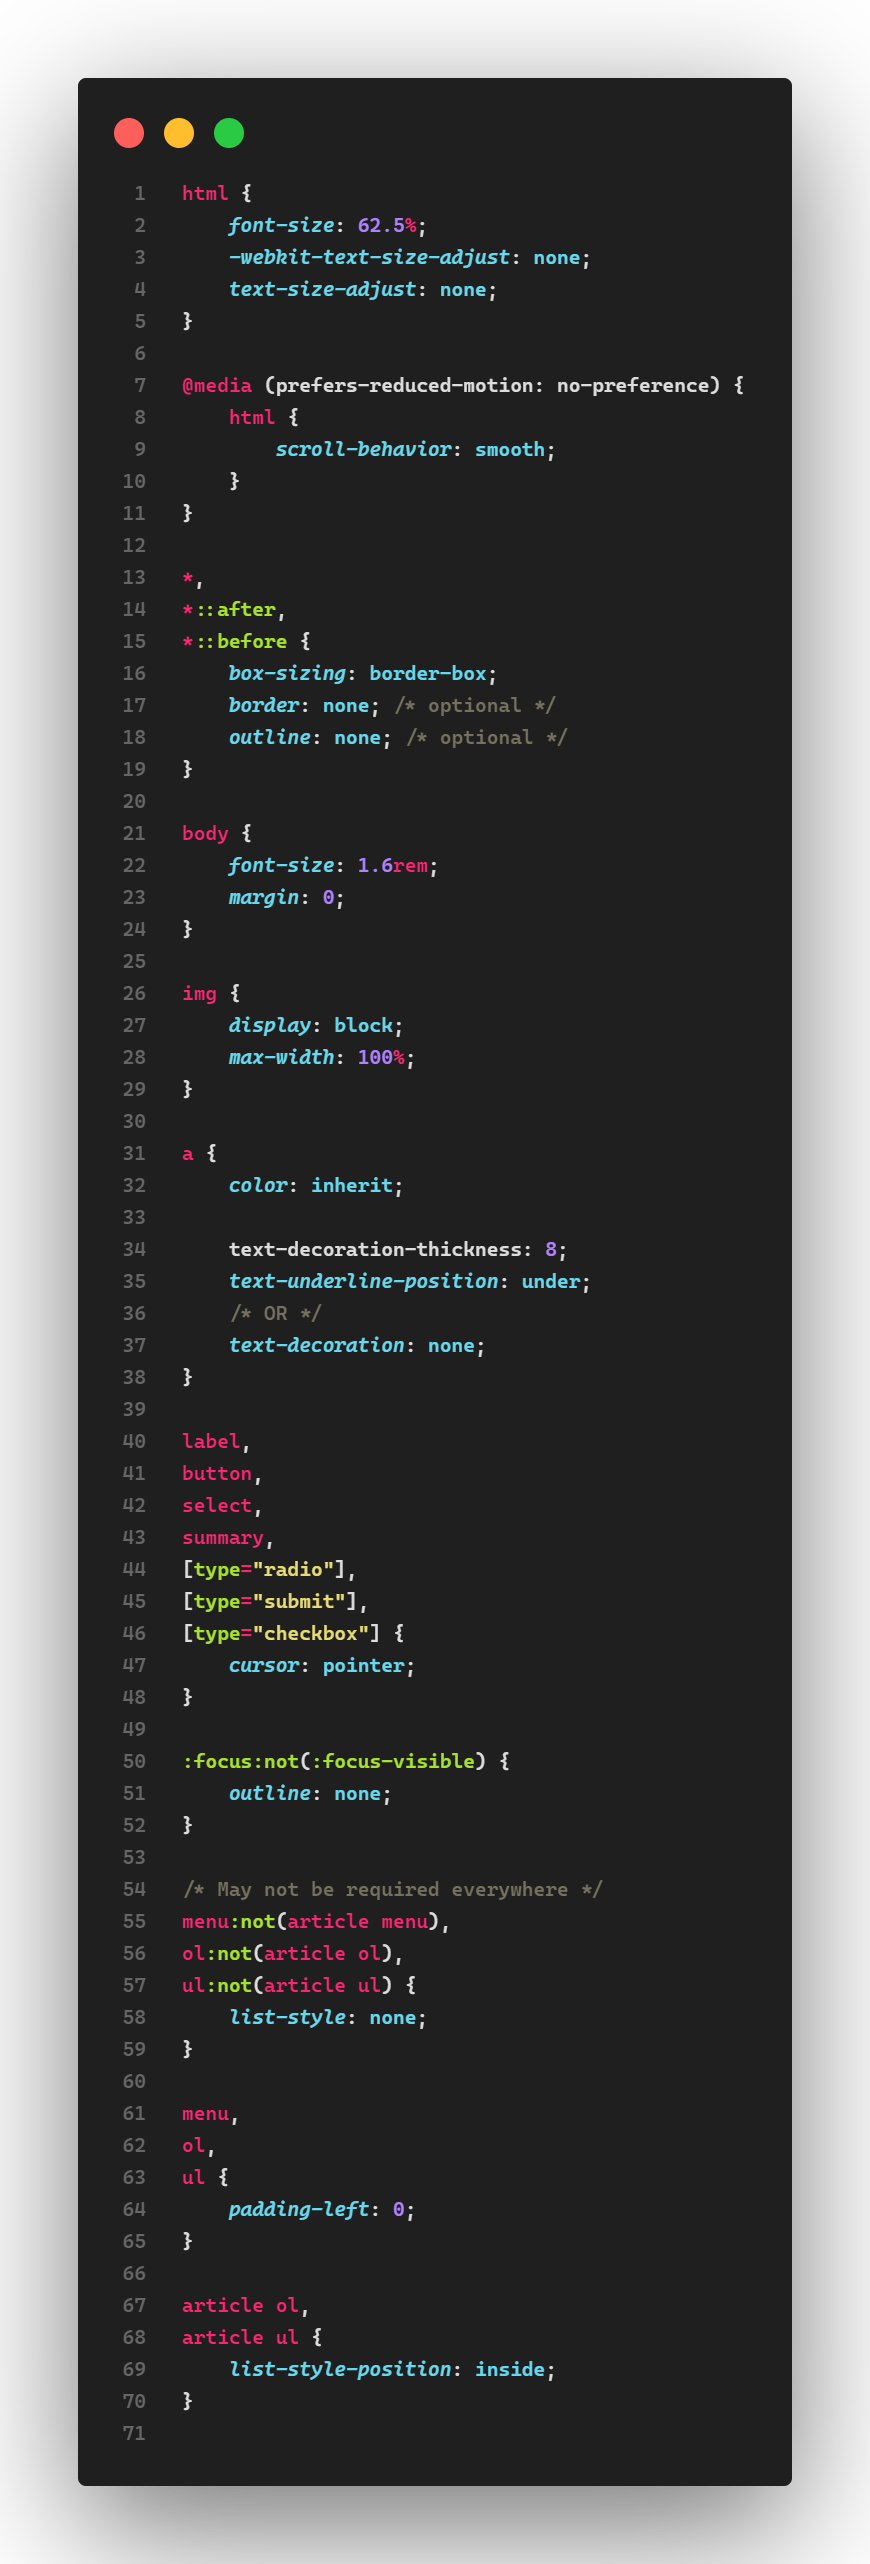 1 html {
2     font-size: 62.5%;
3     -webkit-text-size-adjust: none;
4     text-size-adjust: none;
5 }
6
7 @media (prefers-reduced-motion: no-preference) {
8     html {
9         scroll-behavior: smooth;
10     }
11 }
12
13 *,
14 *::after,
15 *::before {
16     box-sizing: border-box;
17     border: none; /* optional */
18     outline: none; /* optional */
19 }
20
21 body {
22     font-size: 1.6rem;
23     margin: 0;
24 }
25
26 img {
27     display: block;
28     max-width: 100%;
29 }
30
31 a {
32     color: inherit;
33
34     text-decoration-thickness: 8;
35     text-underline-position: under;
36     /* OR */
37     text-decoration: none;
38 }
39
40 label,
41 button,
42 select,
43 summary,
44 [type="radio"],
45 [type="submit"],
46 [type="checkbox"] {
47     cursor: pointer;
48 }
49
50 :focus:not(:focus-visible) {
51     outline: none;
52 }
53
54 /* May not be required everywhere */
55 menu:not(article menu),
56 ol:not(article ol),
57 ul:not(article ul) {
58     list-style: none;
59 }
60
61 menu,
62 ol,
63 ul {
64     padding-left: 0;
65 }
66
67 article ol,
68 article ul {
69     list-style-position: inside;
70 }
71